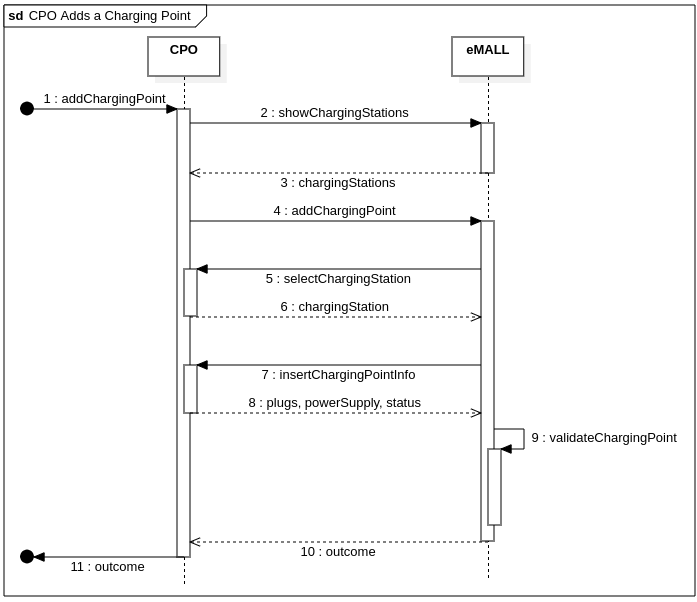 sd CPO Adds a Charging Point
CPO
eMALL
1 : addChargingPoint
2 : showChargingStations
3 : chargingStations
4 : addChargingPoint
5 : selectChargingStation
6 : chargingStation
7 : insertChargingPointInfo
8 : plugs, powerSupply, status
9 : validateChargingPoint
10 : outcome
11 : outcome